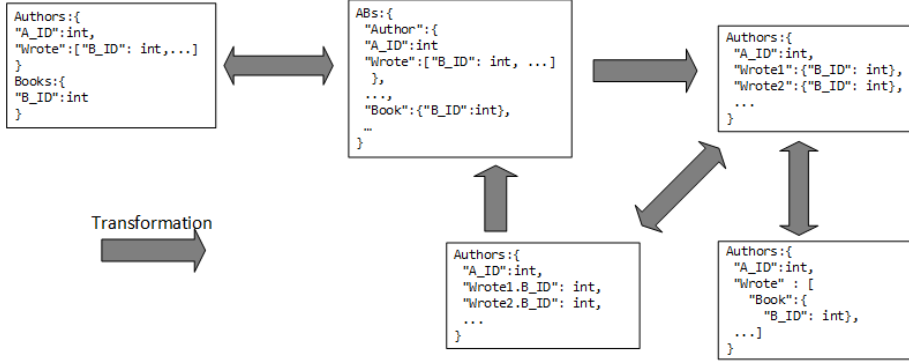 Authors:{
"A_ID":int,
"Wrote":["B_ID": int,...]
}
Books:{
"B_ID":int
}
ABs:{
"Author":{
"A_ID":int
"Wrote":["B_ID": int, ...]
},
...,
"Book":{"B_ID":int},
…
}
Authors:{
"A_ID":int,
"Wrote1":{"B_ID": int},
"Wrote2":{"B_ID": int},
...
}
Transformation
Authors:{
"A_ID":int,
"Wrote1.B_ID": int,
"Wrote2.B_ID": int,
...
}
Authors:{
"A_ID":int,
"Wrote" : [
"Book":{
"B_ID": int},
...]
}